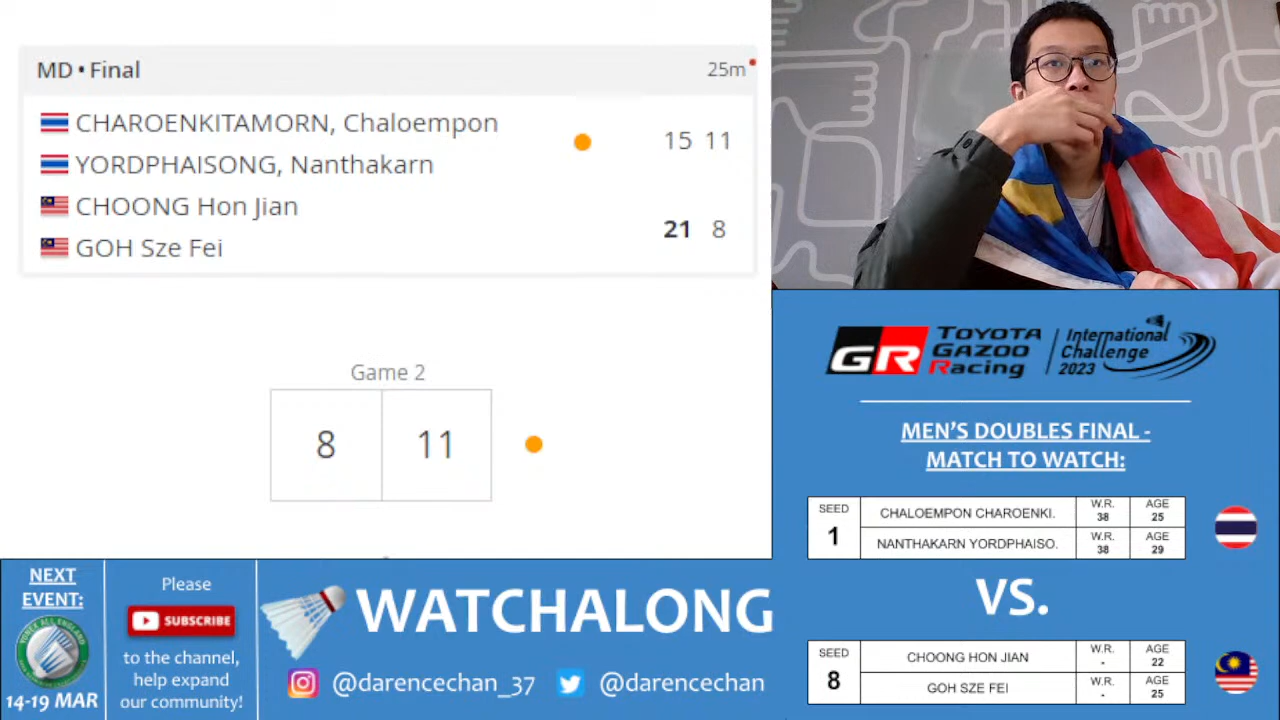 MD • Final
25m
CHAROENKITAMORN, Chaloempon
YORDPHAISONG, Nanthakarn
15 11
CHOONG Hon Jian
GOH Sze Fei
21 8
Game 2
8 11
GR TOYOTA GAZOO Racing
International Challenge 2023
MEN'S DOUBLES FINAL -
MATCH TO WATCH:
SEED 1
CHALOEMPON CHAROENKI. W.R. 38 AGE 25
NANTHAKARN YORDPHAISO. W.R. 38 AGE 29
VS.
SEED 8
CHOONG HON JIAN W.R. - AGE 22
GOH SZE FEI W.R. - AGE 25
NEXT
EVENT:
YONEX ALL ENGLAND
14-19 MAR
Please
SUBSCRIBE
to the channel,
help expand
our community!
WATCHALONG
@darencechan_37
@darencechan